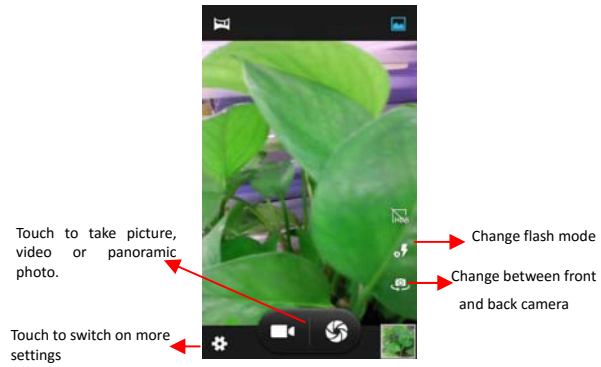 Touch to take picture,
video or panoramic
photo.
Touch to switch on more
settings
Change flash mode
Change between front
and back camera